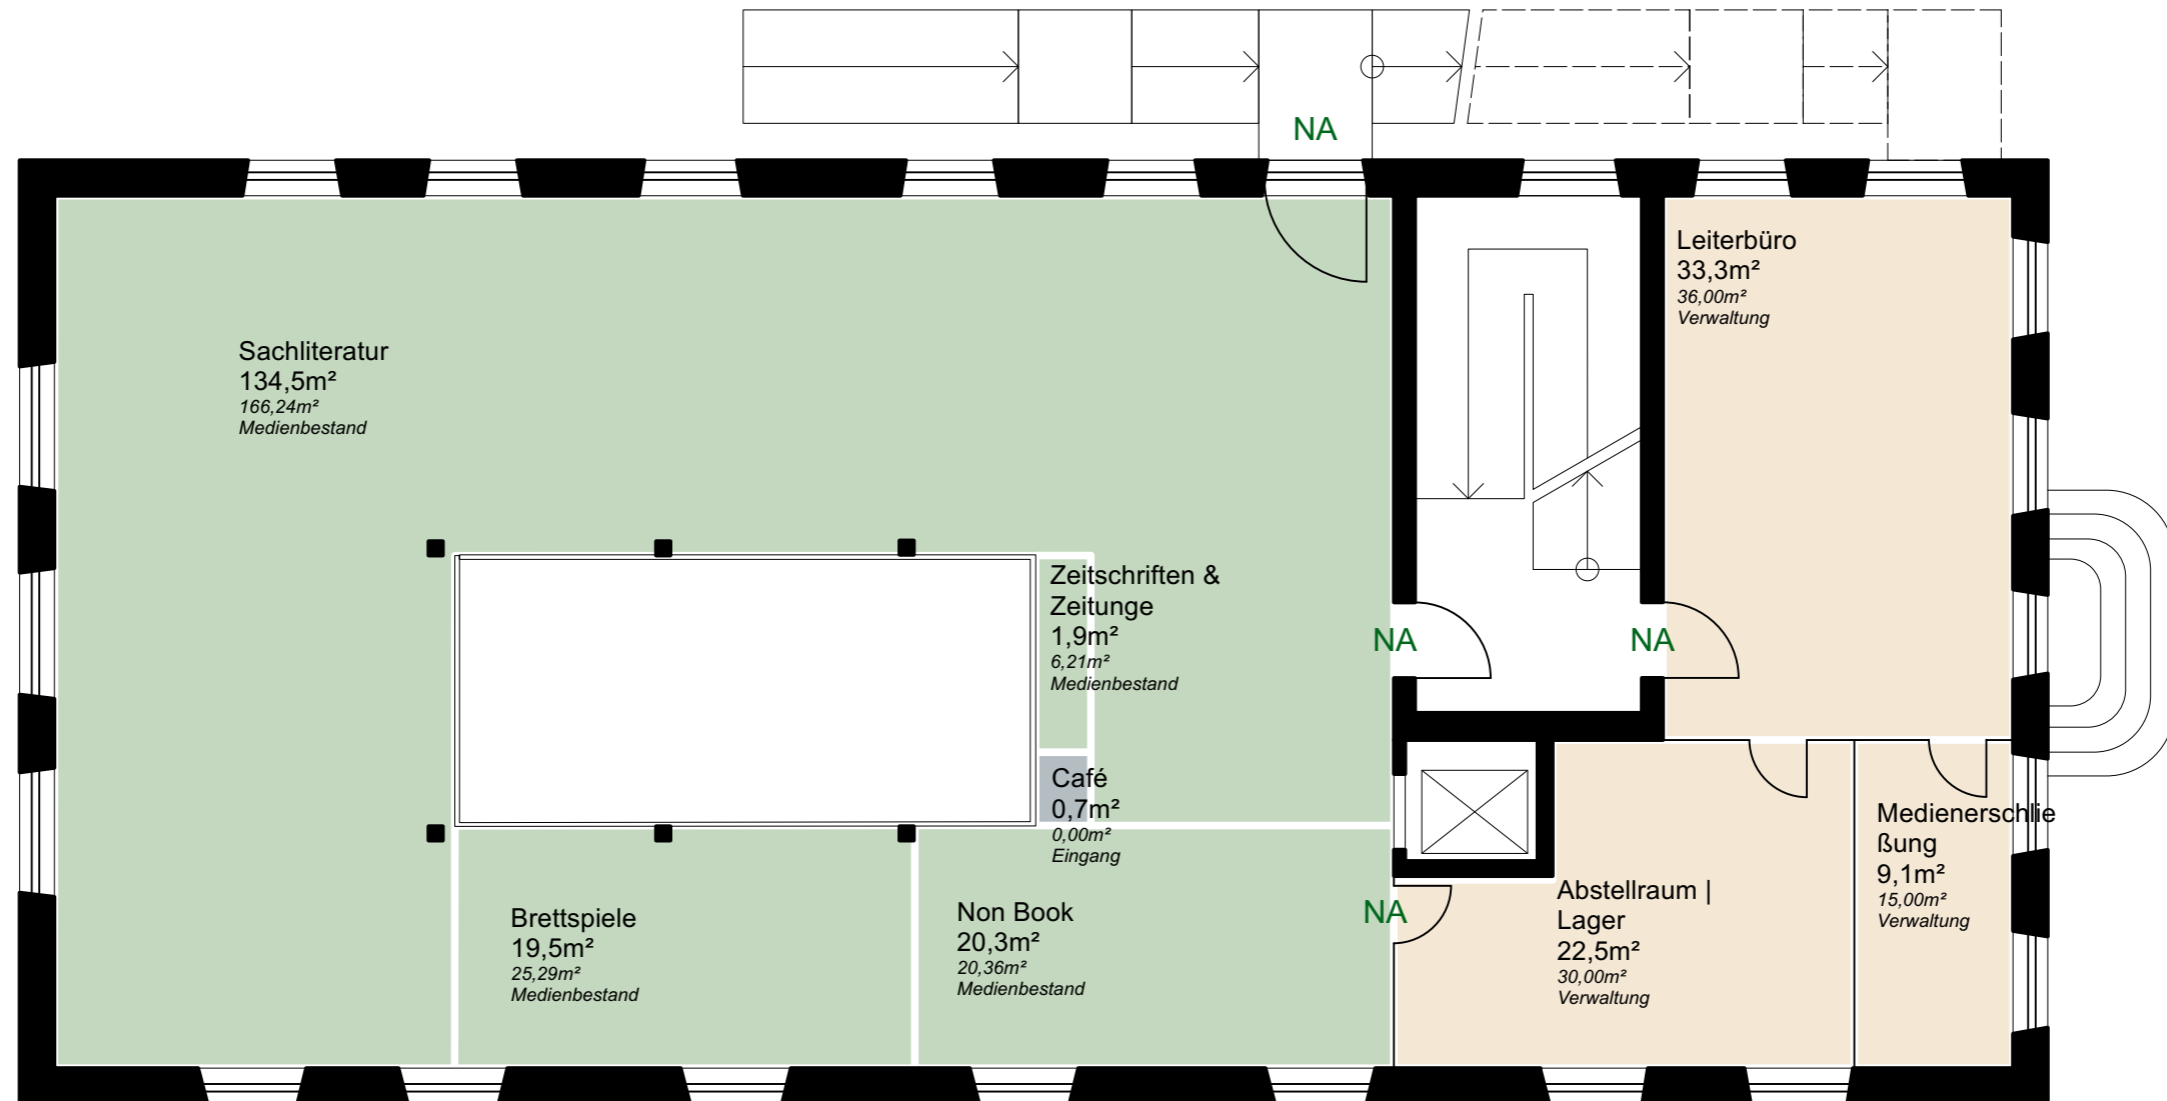 NA
Leiterbüro
33,3m²
36,00m²
Verwaltung
Sachliteratur
134,5m²
166,24m²
Medienbestand
Zeitschriften &
Zeitunge
1,9m²
6,21m²
Medienbestand
NA
NA
Café
0,7m²
0,00m²
Eingang
Medienerschlie
ßung
9,1m²
15,00m²
Verwaltung
Brettspiele
19,5m²
25,29m²
Medienbestand
Non Book
20,3m²
20,36m²
Medienbestand
NA
Abstellraum |
Lager
22,5m²
30,00m²
Verwaltung